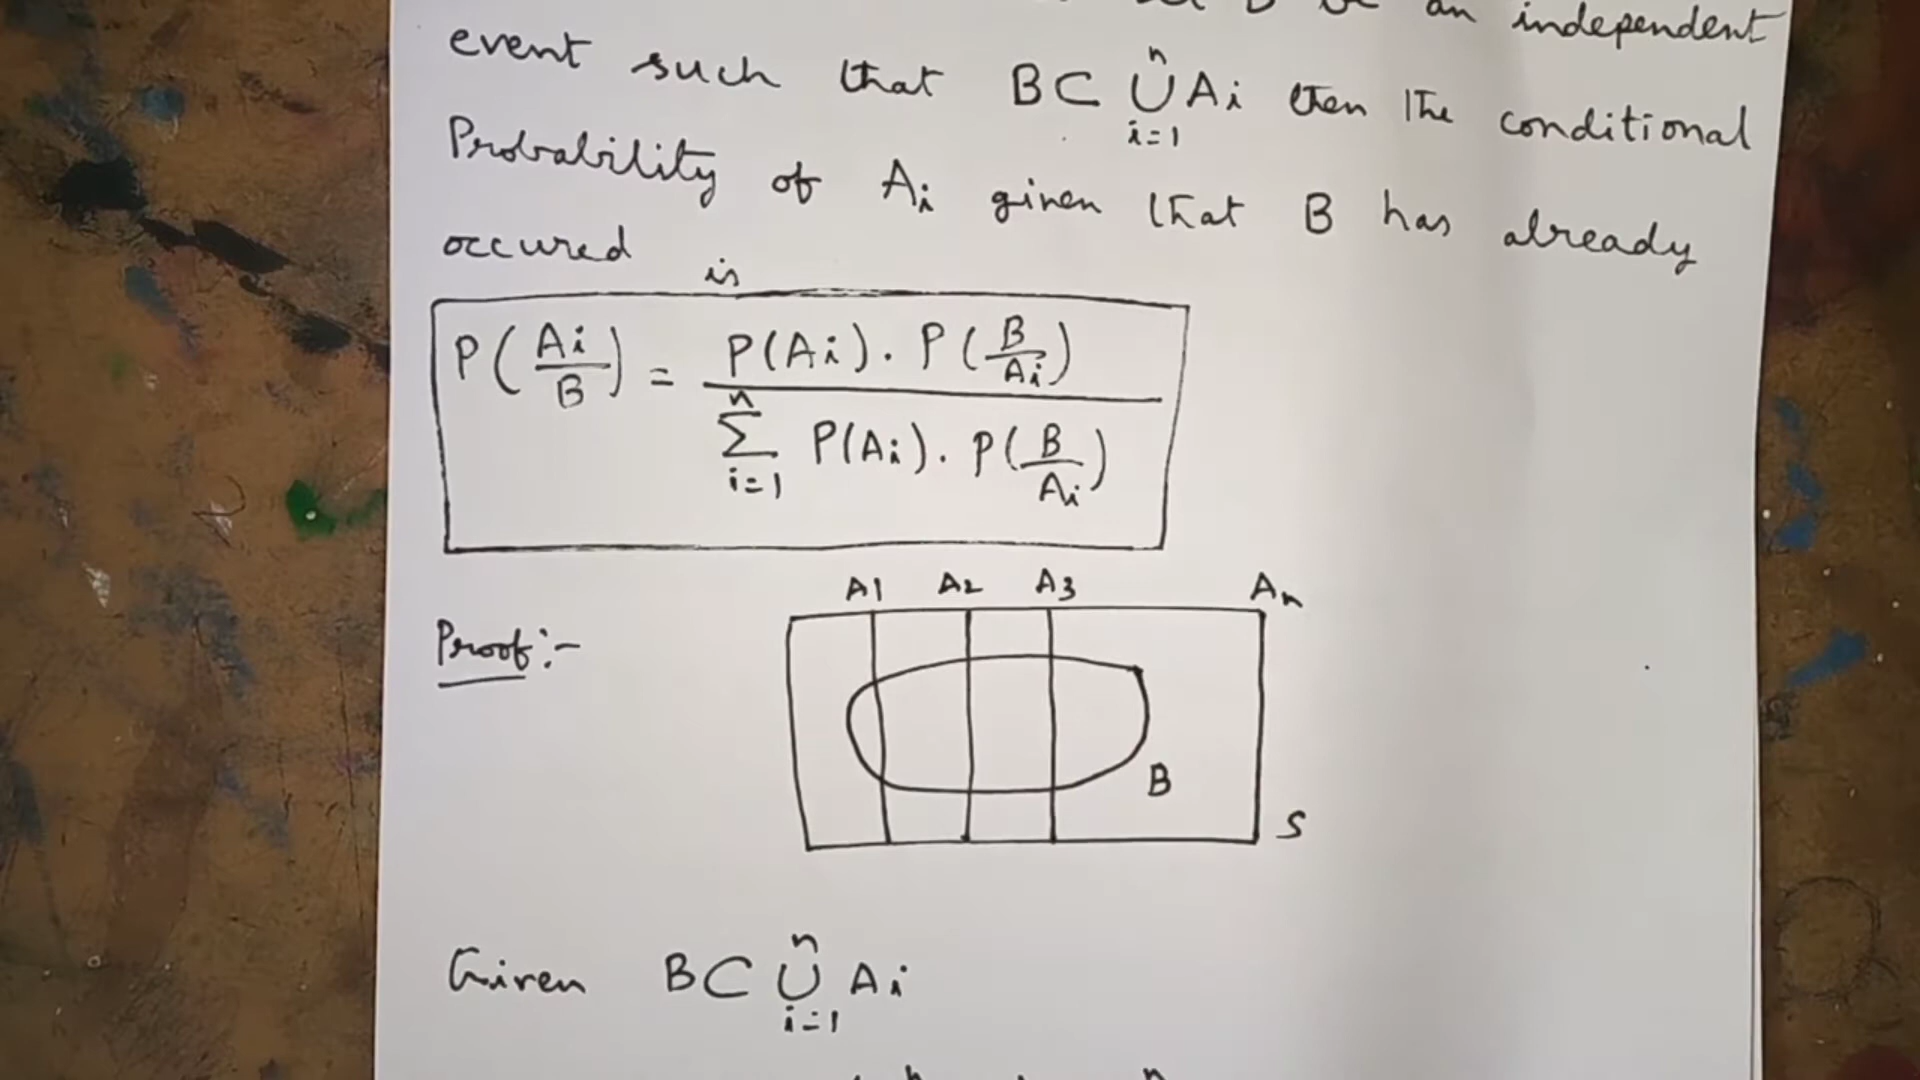 be an independent
event such that B ⊂ ⋃ᵢ₌₁ⁿ Ai then The conditional
Probability of Ai given that B has already
occured is
P(Ai/B) = P(Ai) . P(B/Ai) / ∑ᵢ₌₁ⁿ P(Ai) . P(B/Ai)
A1 A2 A3 An
Proof :-
B
S
Given B ⊂ ⋃ᵢ₌₁ⁿ Ai